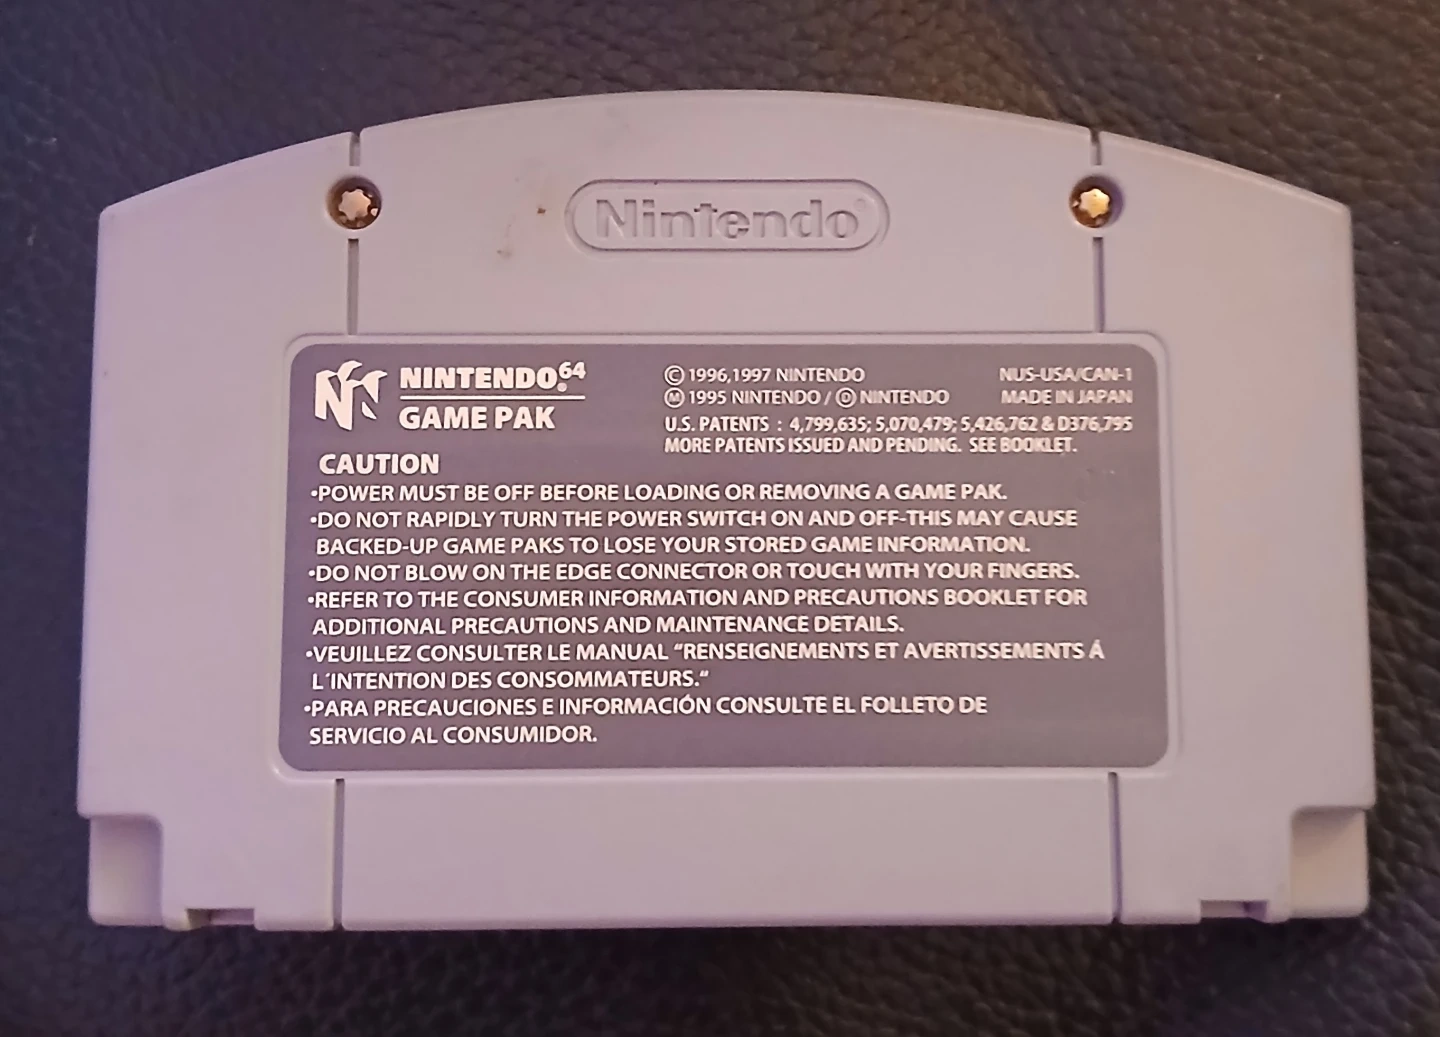 Nintendo®
NINTENDO®64
GAME PAK
© 1996,1997 NINTENDO
Ⓜ 1995 NINTENDO / Ⓓ NINTENDO
NUS-USA/CAN-1
MADE IN JAPAN
U.S. PATENTS : 4,799,635; 5,070,479; 5,426,762 & D376,795
MORE PATENTS ISSUED AND PENDING. SEE BOOKLET.
CAUTION
•POWER MUST BE OFF BEFORE LOADING OR REMOVING A GAME PAK.
•DO NOT RAPIDLY TURN THE POWER SWITCH ON AND OFF-THIS MAY CAUSE
BACKED-UP GAME PAKS TO LOSE YOUR STORED GAME INFORMATION.
•DO NOT BLOW ON THE EDGE CONNECTOR OR TOUCH WITH YOUR FINGERS.
•REFER TO THE CONSUMER INFORMATION AND PRECAUTIONS BOOKLET FOR
ADDITIONAL PRECAUTIONS AND MAINTENANCE DETAILS.
•VEUILLEZ CONSULTER LE MANUAL "RENSEIGNEMENTS ET AVERTISSEMENTS Á
L´INTENTION DES CONSOMMATEURS."
•PARA PRECAUCIONES E INFORMACIÓN CONSULTE EL FOLLETO DE
SERVICIO AL CONSUMIDOR.